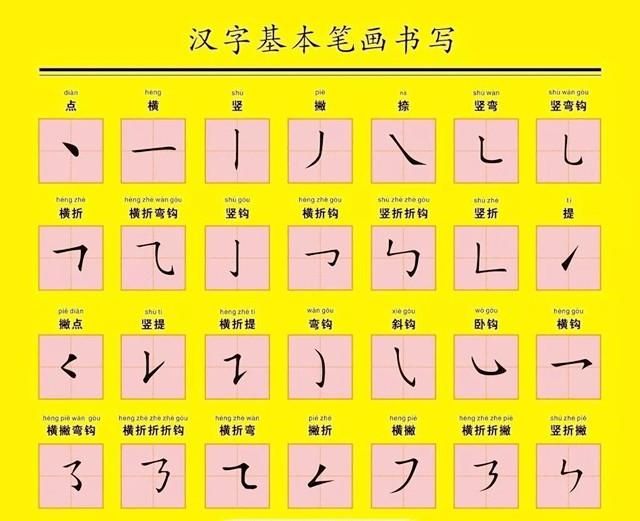 汉字基本笔画书写
diǎn héng shù piě nà shù wān shù wān gōu
点 横 竖 撇 捺 竖弯 竖弯钩
héng zhé héng zhé wān gōu shù gōu héng zhé gōu shù zhé zhé gōu shù zhé tí
横折 横折弯钩 竖钩 横折钩 竖折折钩 竖折 提
piě diǎn shù tí héng zhé tí wān gōu xié gōu wò gōu héng gōu
撇点 竖提 横折提 弯钩 斜钩 卧钩 横钩
héng piě wān gōu héng zhé zhé zhé gōu héng zhé wān piě zhé héng piě héng zhé zhé piě shù zhé piě
横撇弯钩 横折折折钩 横折弯 撇折 横撇 横折折撇 竖折撇